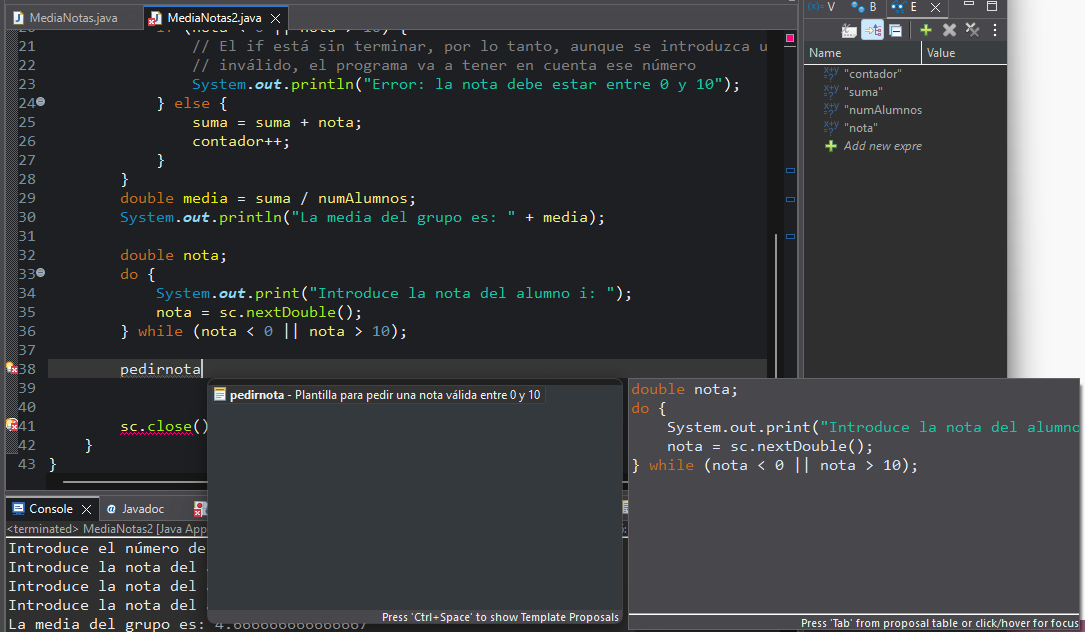 MediaNotas.java
MediaNotas2.java
V
B
E
Name
Value
"contador"
"suma"
"numAlumnos
"nota"
Add new expre
21 // El if está sin terminar, por lo tanto, aunque se introduzca u
22 // inválido, el programa va a tener en cuenta ese número
23 System.out.println("Error: la nota debe estar entre 0 y 10");
24 } else {
25 suma = suma + nota;
26 contador++;
27 }
28 }
29 double media = suma / numAlumnos;
30 System.out.println("La media del grupo es: " + media);
31
32 double nota;
33 do {
34 System.out.print("Introduce la nota del alumno i: ");
35 nota = sc.nextDouble();
36 } while (nota < 0 || nota > 10);
37
38 pedirnota
39
40
41 sc.close()
42 }
43 }
pedirnota - Plantilla para pedir una nota válida entre 0 y 10
Press 'Ctrl+Space' to show Template Proposals
double nota;
do {
System.out.print("Introduce la nota del alumno
nota = sc.nextDouble();
} while (nota < 0 || nota > 10);
Press 'Tab' from proposal table or click/hover for focus
Console
@ Javadoc
<terminated> MediaNotas2 [Java App
Introduce el número de
Introduce la nota del
Introduce la nota del
Introduce la nota del
La media del grupo es: 4.666666666666667